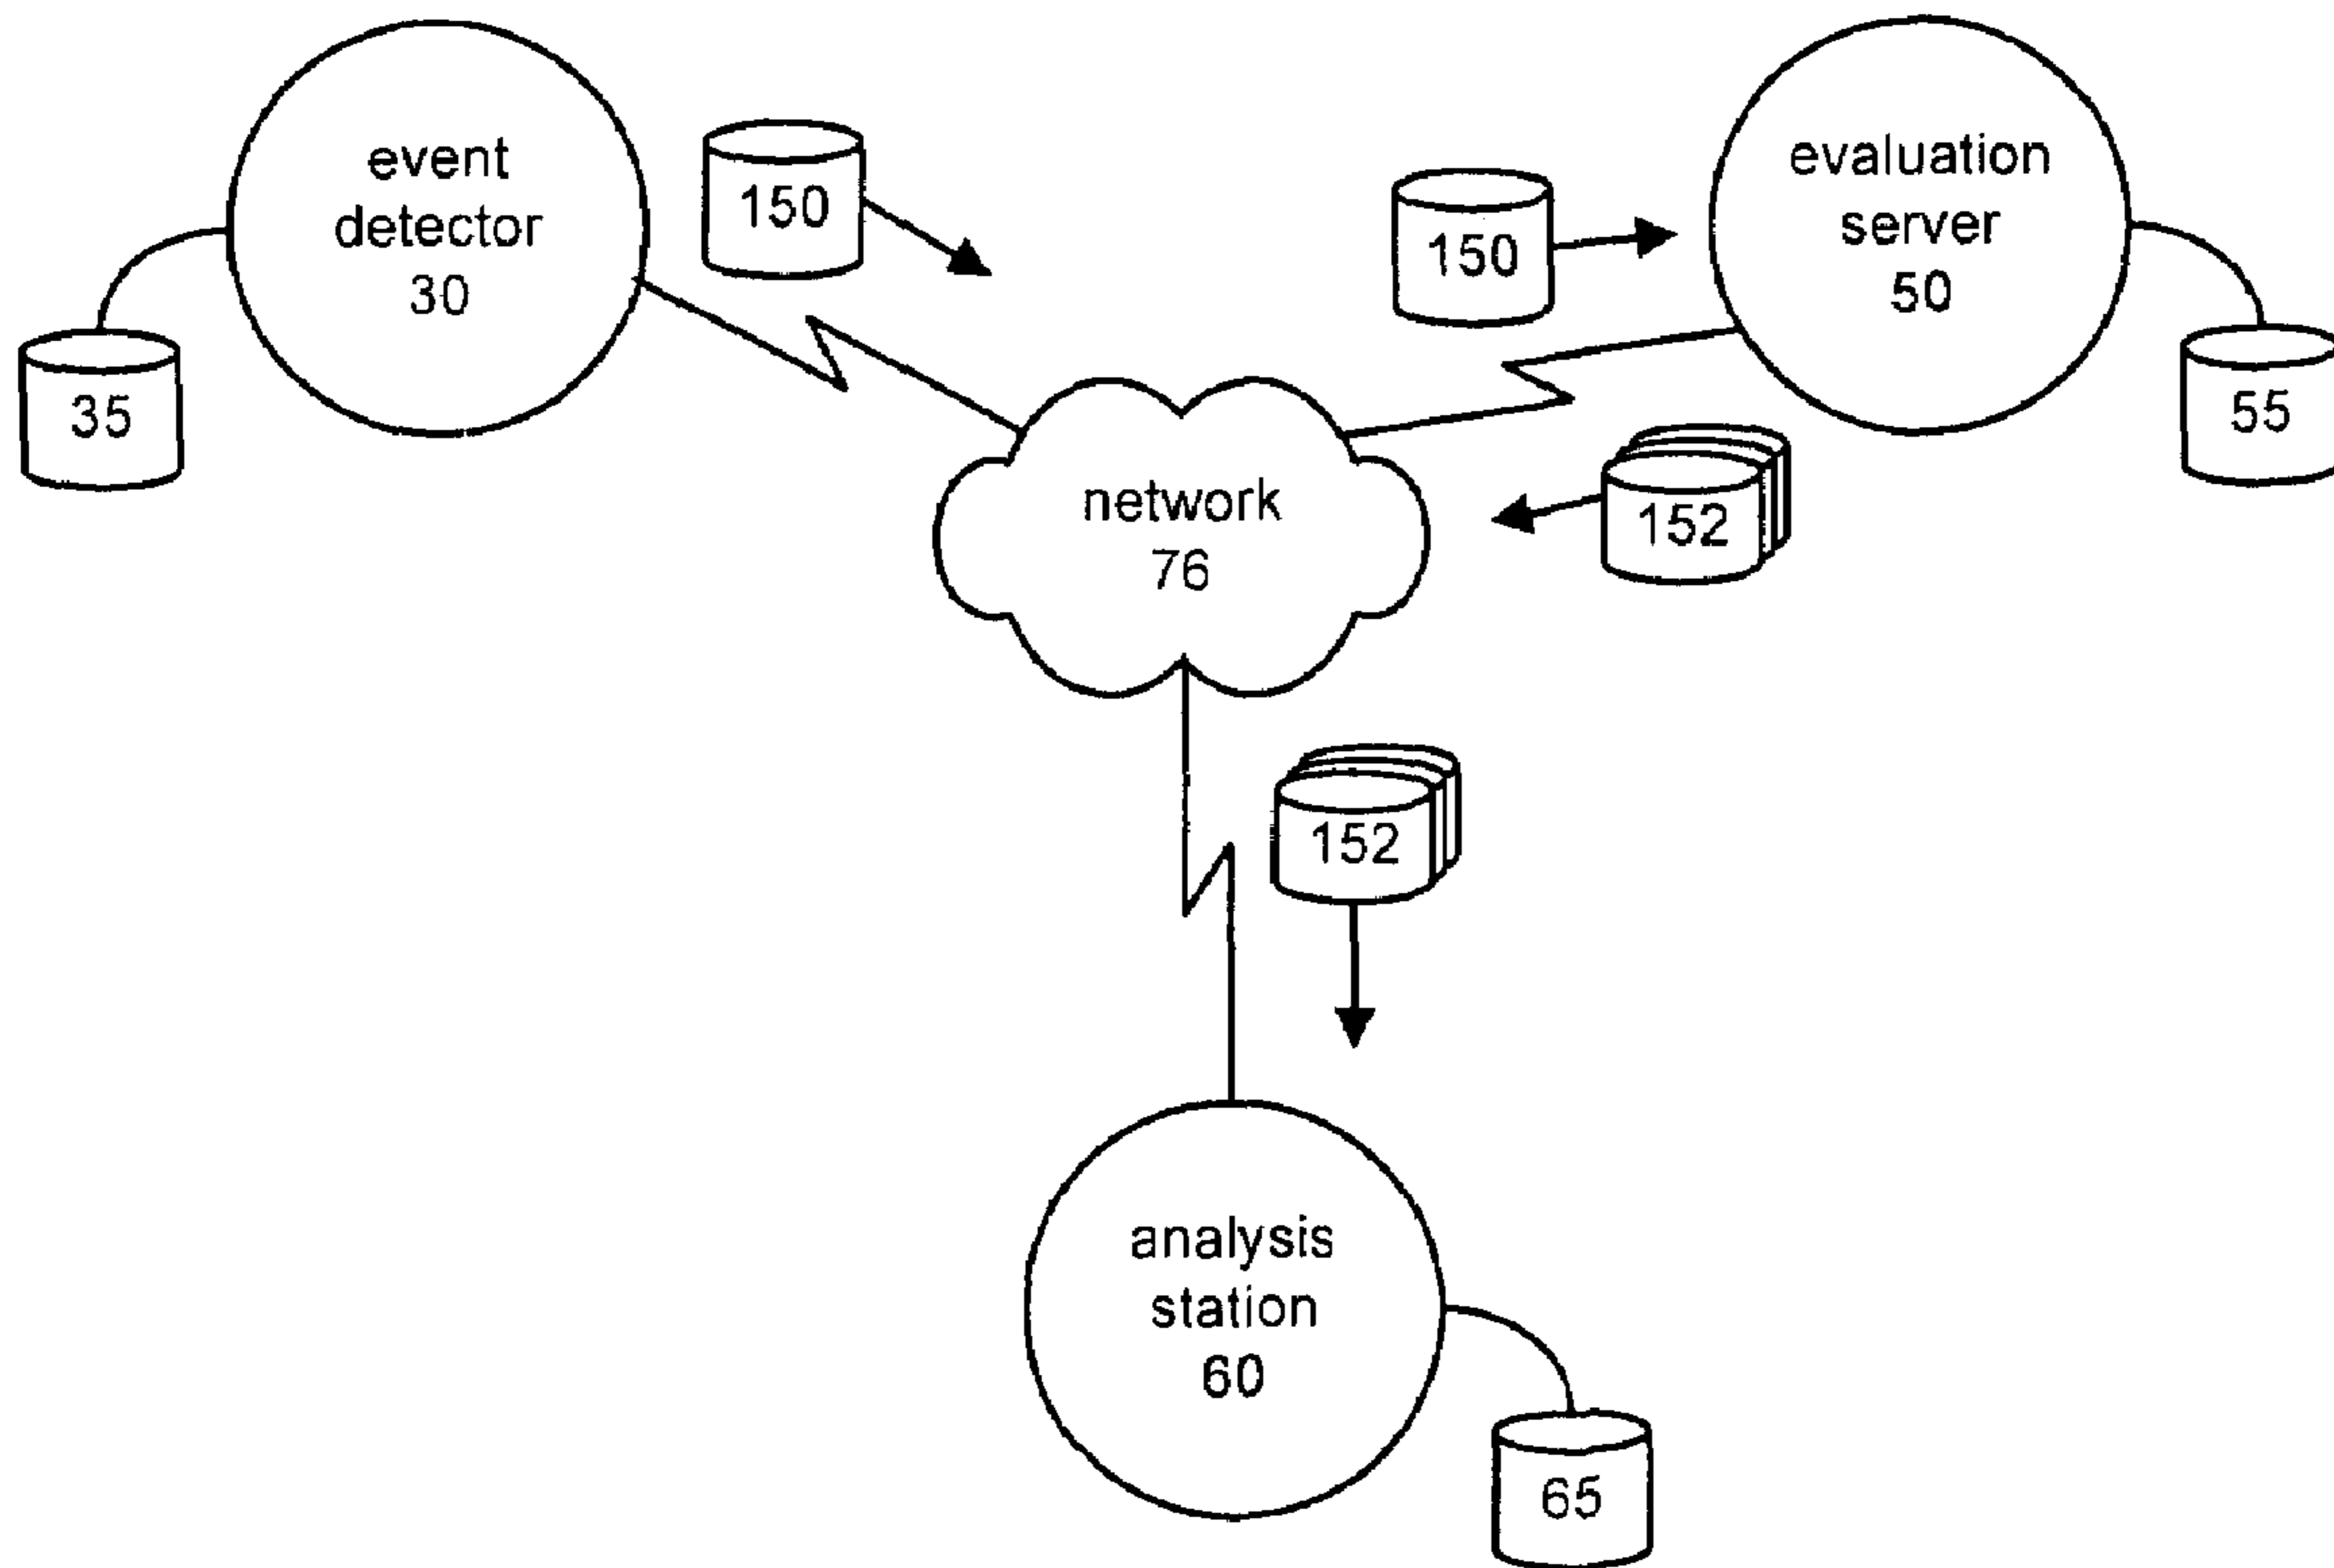 event
detector
30
150
35
evaluation
server
50
150
55
network
76
152
152
analysis
station
60
65